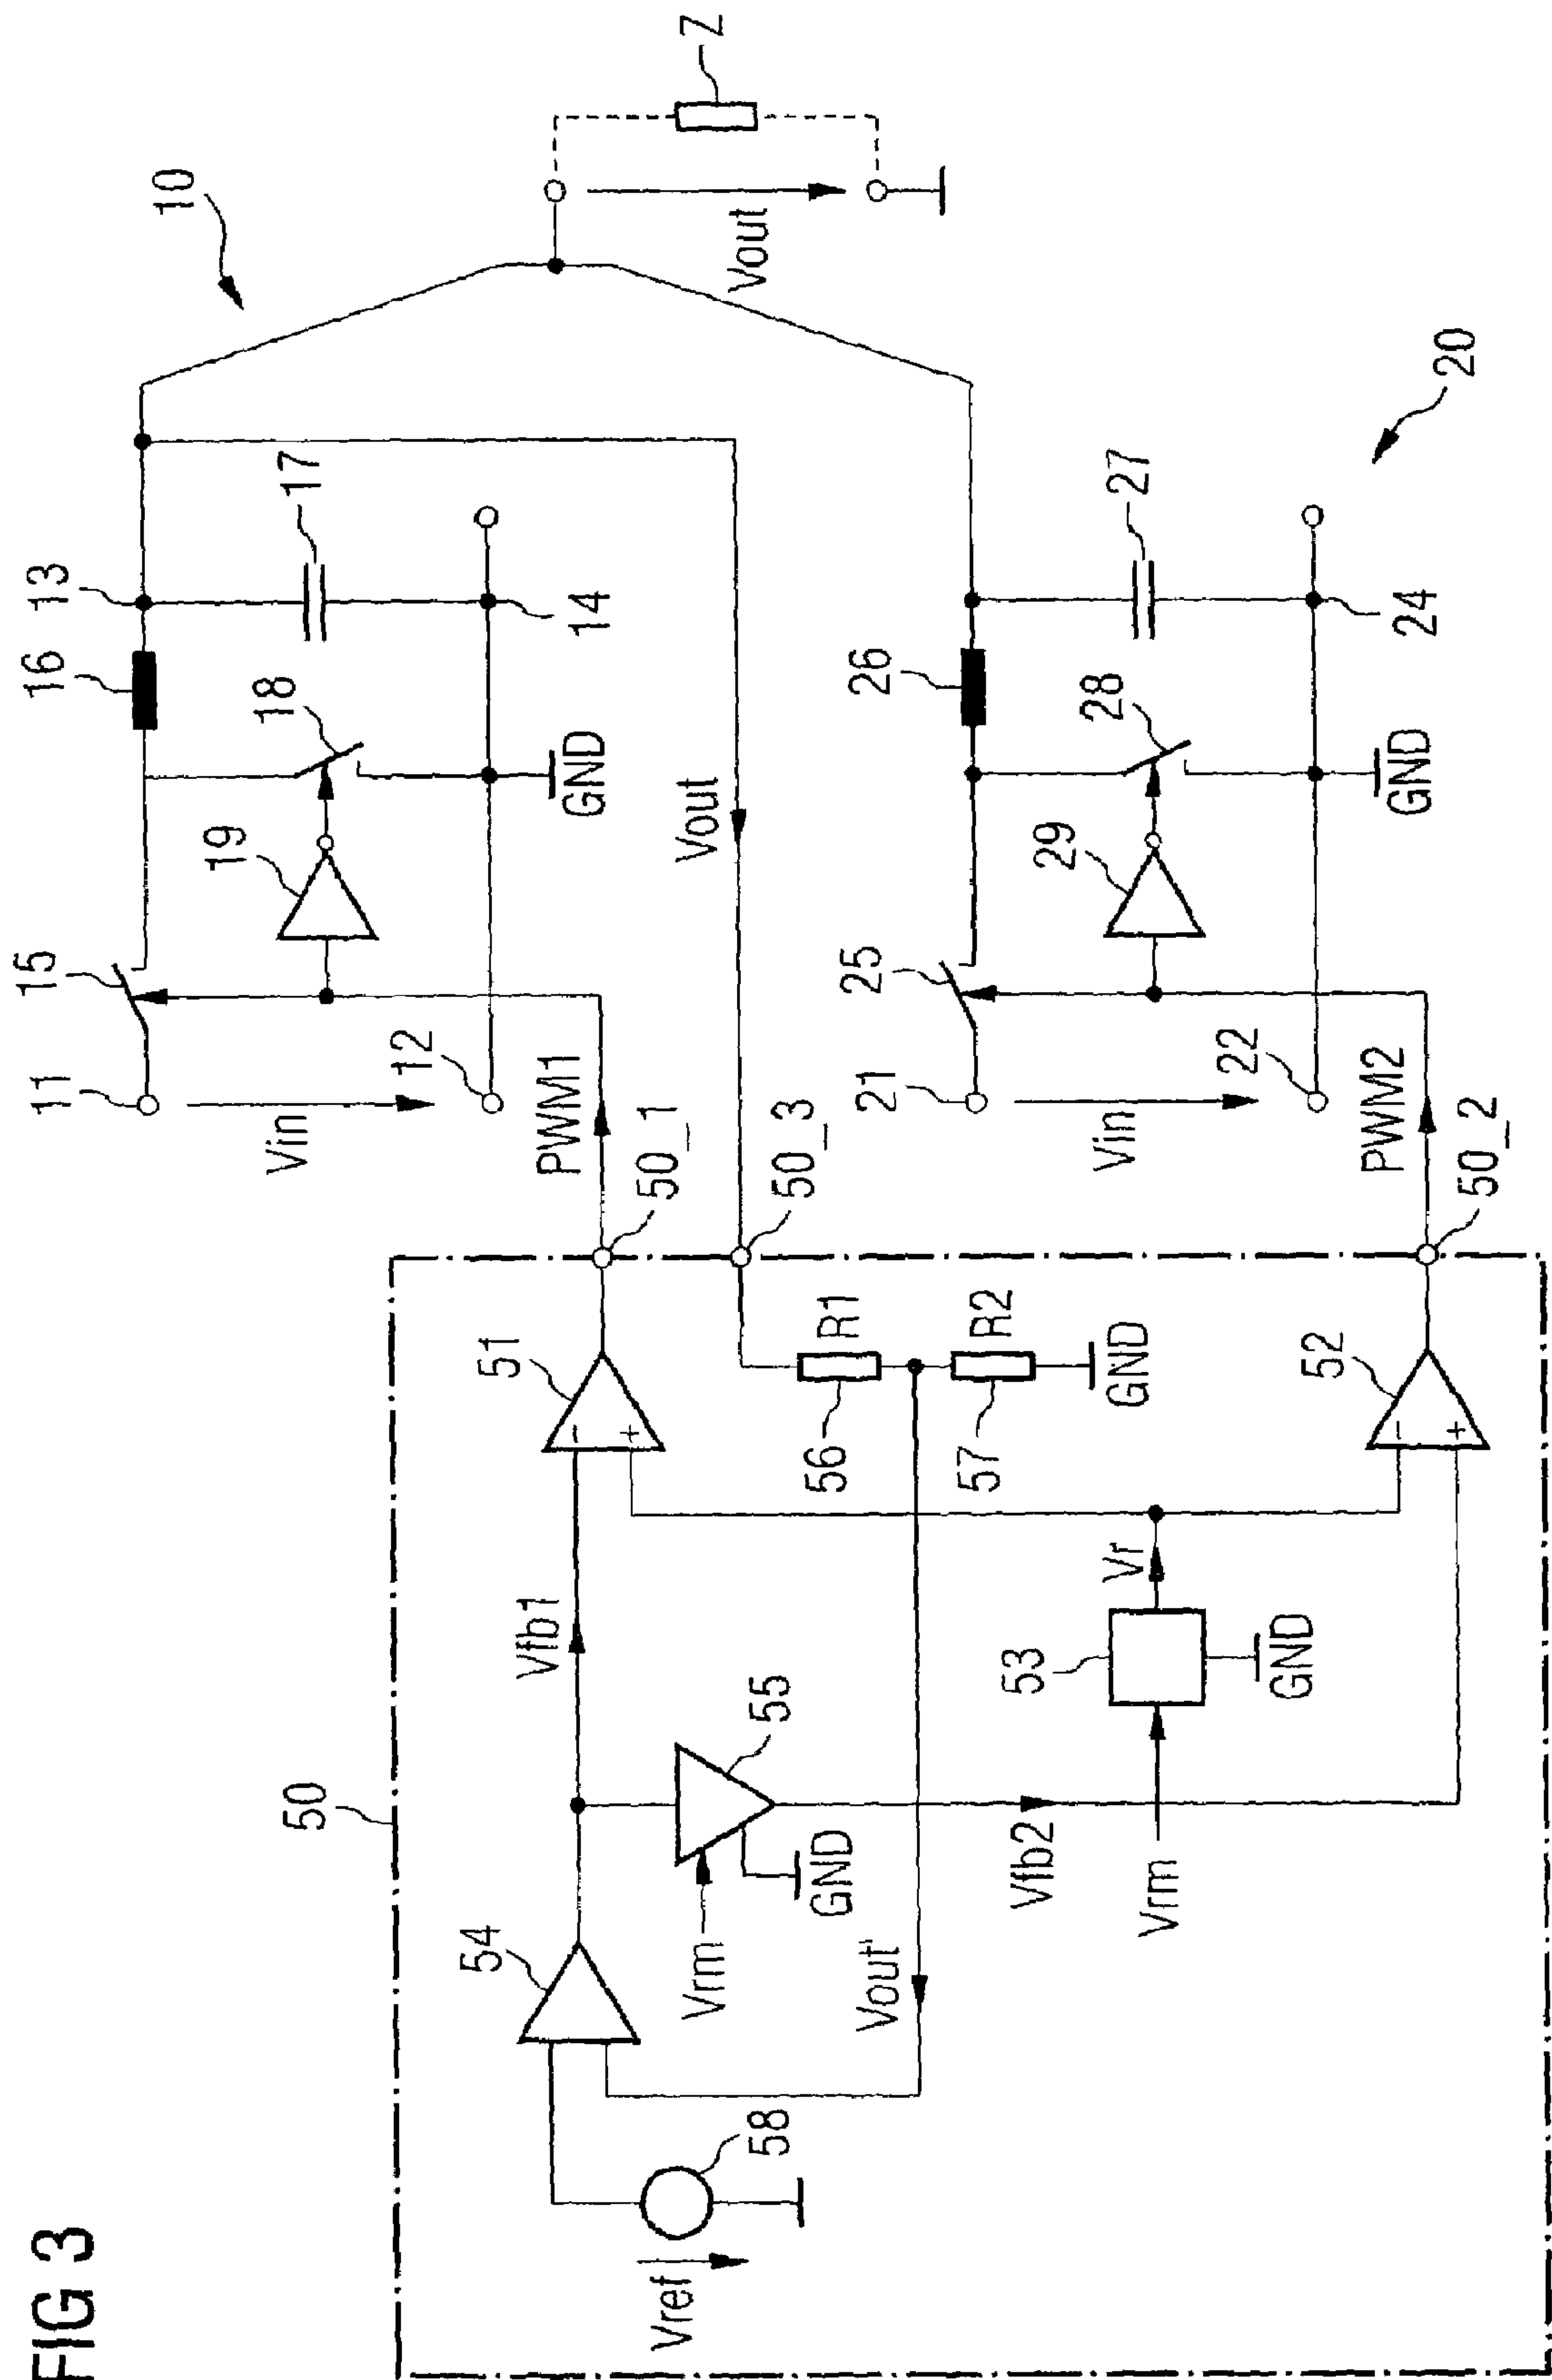 FIG 3
10
Z
Vout
13
16
17
18
14
GND
19
15
11
12
Vin
PWM1
50_1
Vout
50_3
20
26
27
28
24
GND
29
25
21
22
Vin
PWM2
50_2
50
51
-
+
R1
56
R2
57
GND
52
-
+
Vfb1
55
Vrm
GND
Vr
53
GND
Vrm
Vfb2
54
Vout'
58
Vref